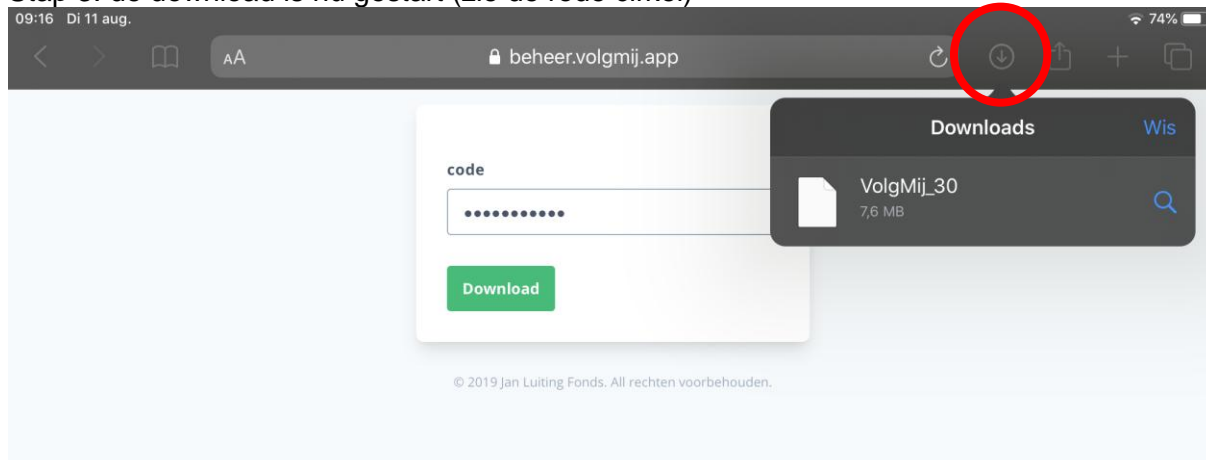 09:16 Di 11 aug.
74%
AA
beheer.volgmij.app
Downloads
Wis
code
•••••••••••
VolgMij_30
7,6 MB
Download
© 2019 Jan Luiting Fonds. All rechten voorbehouden.